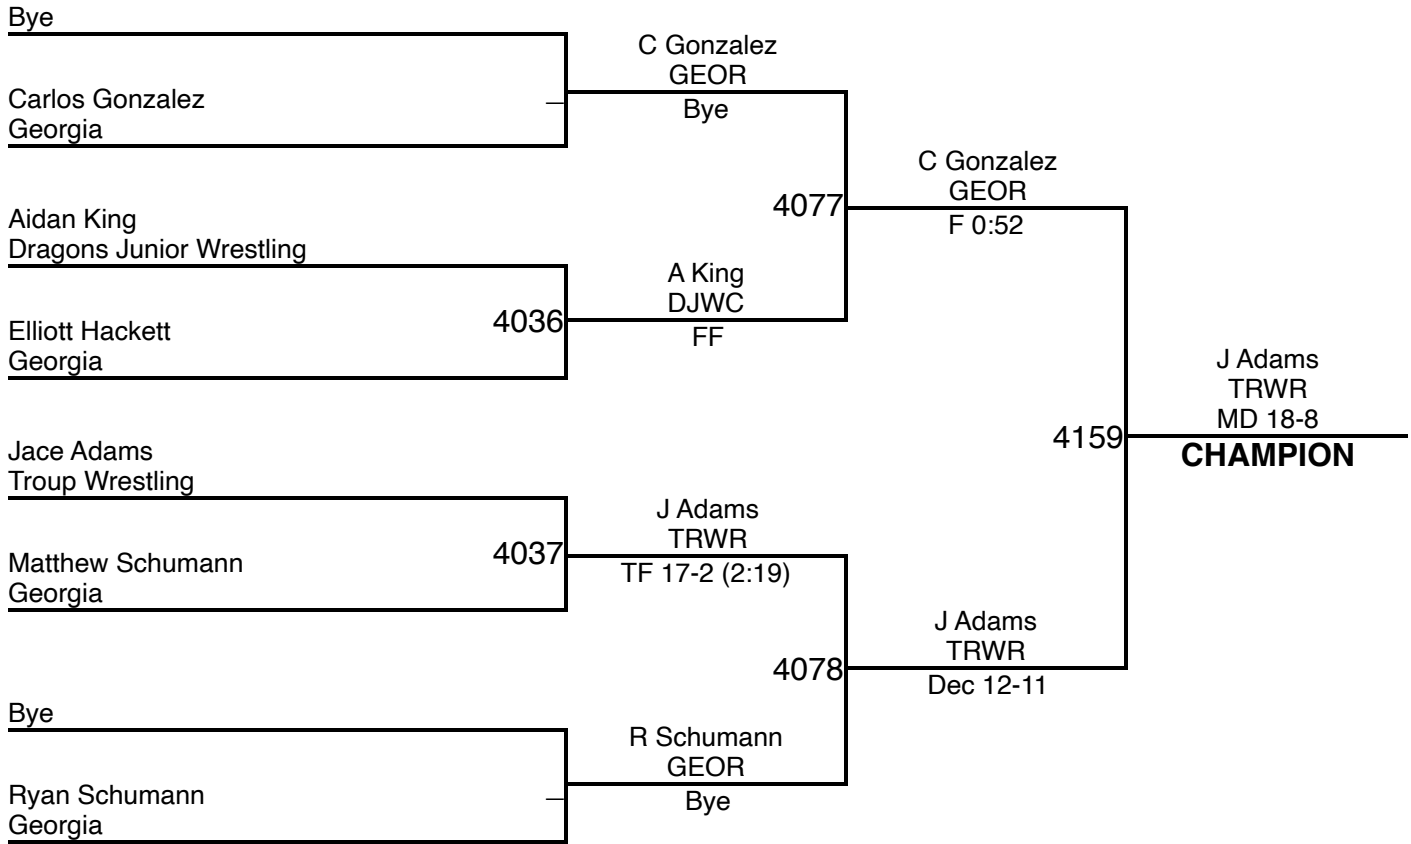 Bye
Carlos Gonzalez
Georgia
–
C Gonzalez
GEOR
Bye
Aidan King
Dragons Junior Wrestling
Elliott Hackett
Georgia
4036
A King
DJWC
FF
4077
C Gonzalez
GEOR
F 0:52
Jace Adams
Troup Wrestling
Matthew Schumann
Georgia
4037
J Adams
TRWR
TF 17-2 (2:19)
Bye
Ryan Schumann
Georgia
–
R Schumann
GEOR
Bye
4078
J Adams
TRWR
Dec 12-11
4159
J Adams
TRWR
MD 18-8
CHAMPION